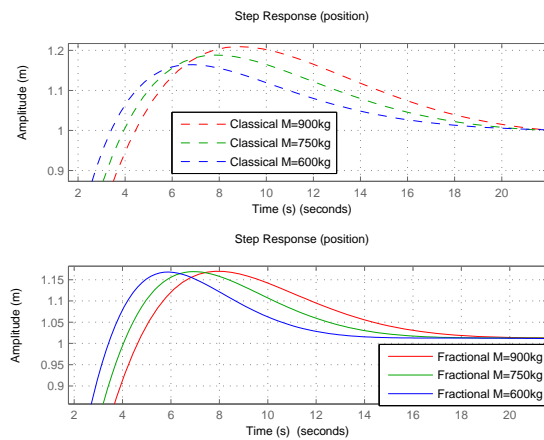 Step Response (position)
Amplitude (m)
1.2
1.1
1
0.9
Classical M=900kg
Classical M=750kg
Classical M=600kg
2 4 6 8 10 12 14 16 18 20
Time (s) (seconds)
Step Response (position)
Amplitude (m)
1.15
1.1
1.05
1
0.95
0.9
Fractional M=900kg
Fractional M=750kg
Fractional M=600kg
2 4 6 8 10 12 14 16 18 20
Time (s) (seconds)